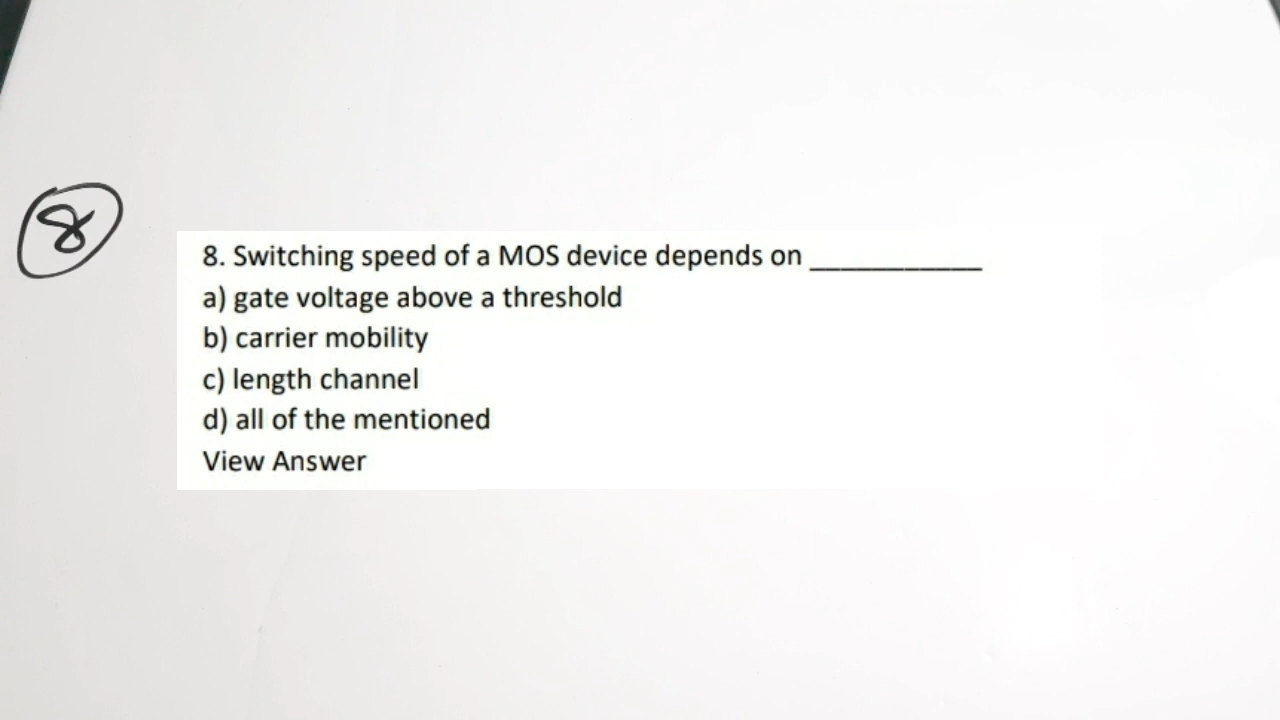 8
8. Switching speed of a MOS device depends on ____________
a) gate voltage above a threshold
b) carrier mobility
c) length channel
d) all of the mentioned
View Answer